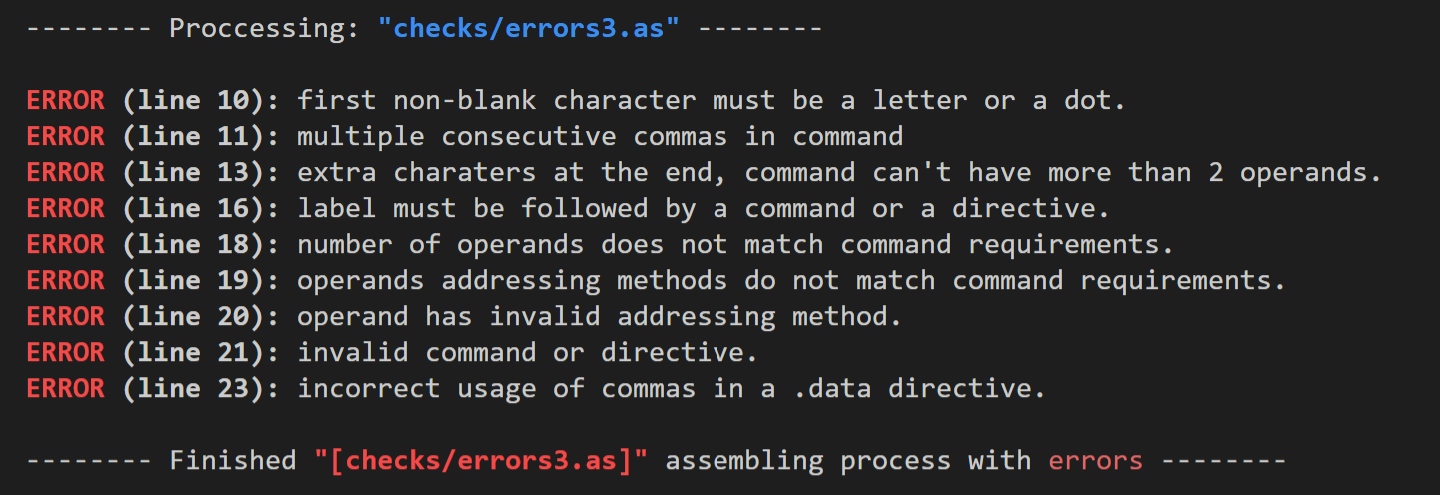 -------- Proccessing: "checks/errors3.as" --------
ERROR (line 10): first non-blank character must be a letter or a dot.
ERROR (line 11): multiple consecutive commas in command
ERROR (line 13): extra charaters at the end, command can't have more than 2 operands.
ERROR (line 16): label must be followed by a command or a directive.
ERROR (line 18): number of operands does not match command requirements.
ERROR (line 19): operands addressing methods do not match command requirements.
ERROR (line 20): operand has invalid addressing method.
ERROR (line 21): invalid command or directive.
ERROR (line 23): incorrect usage of commas in a .data directive.
-------- Finished "[checks/errors3.as]" assembling process with errors --------